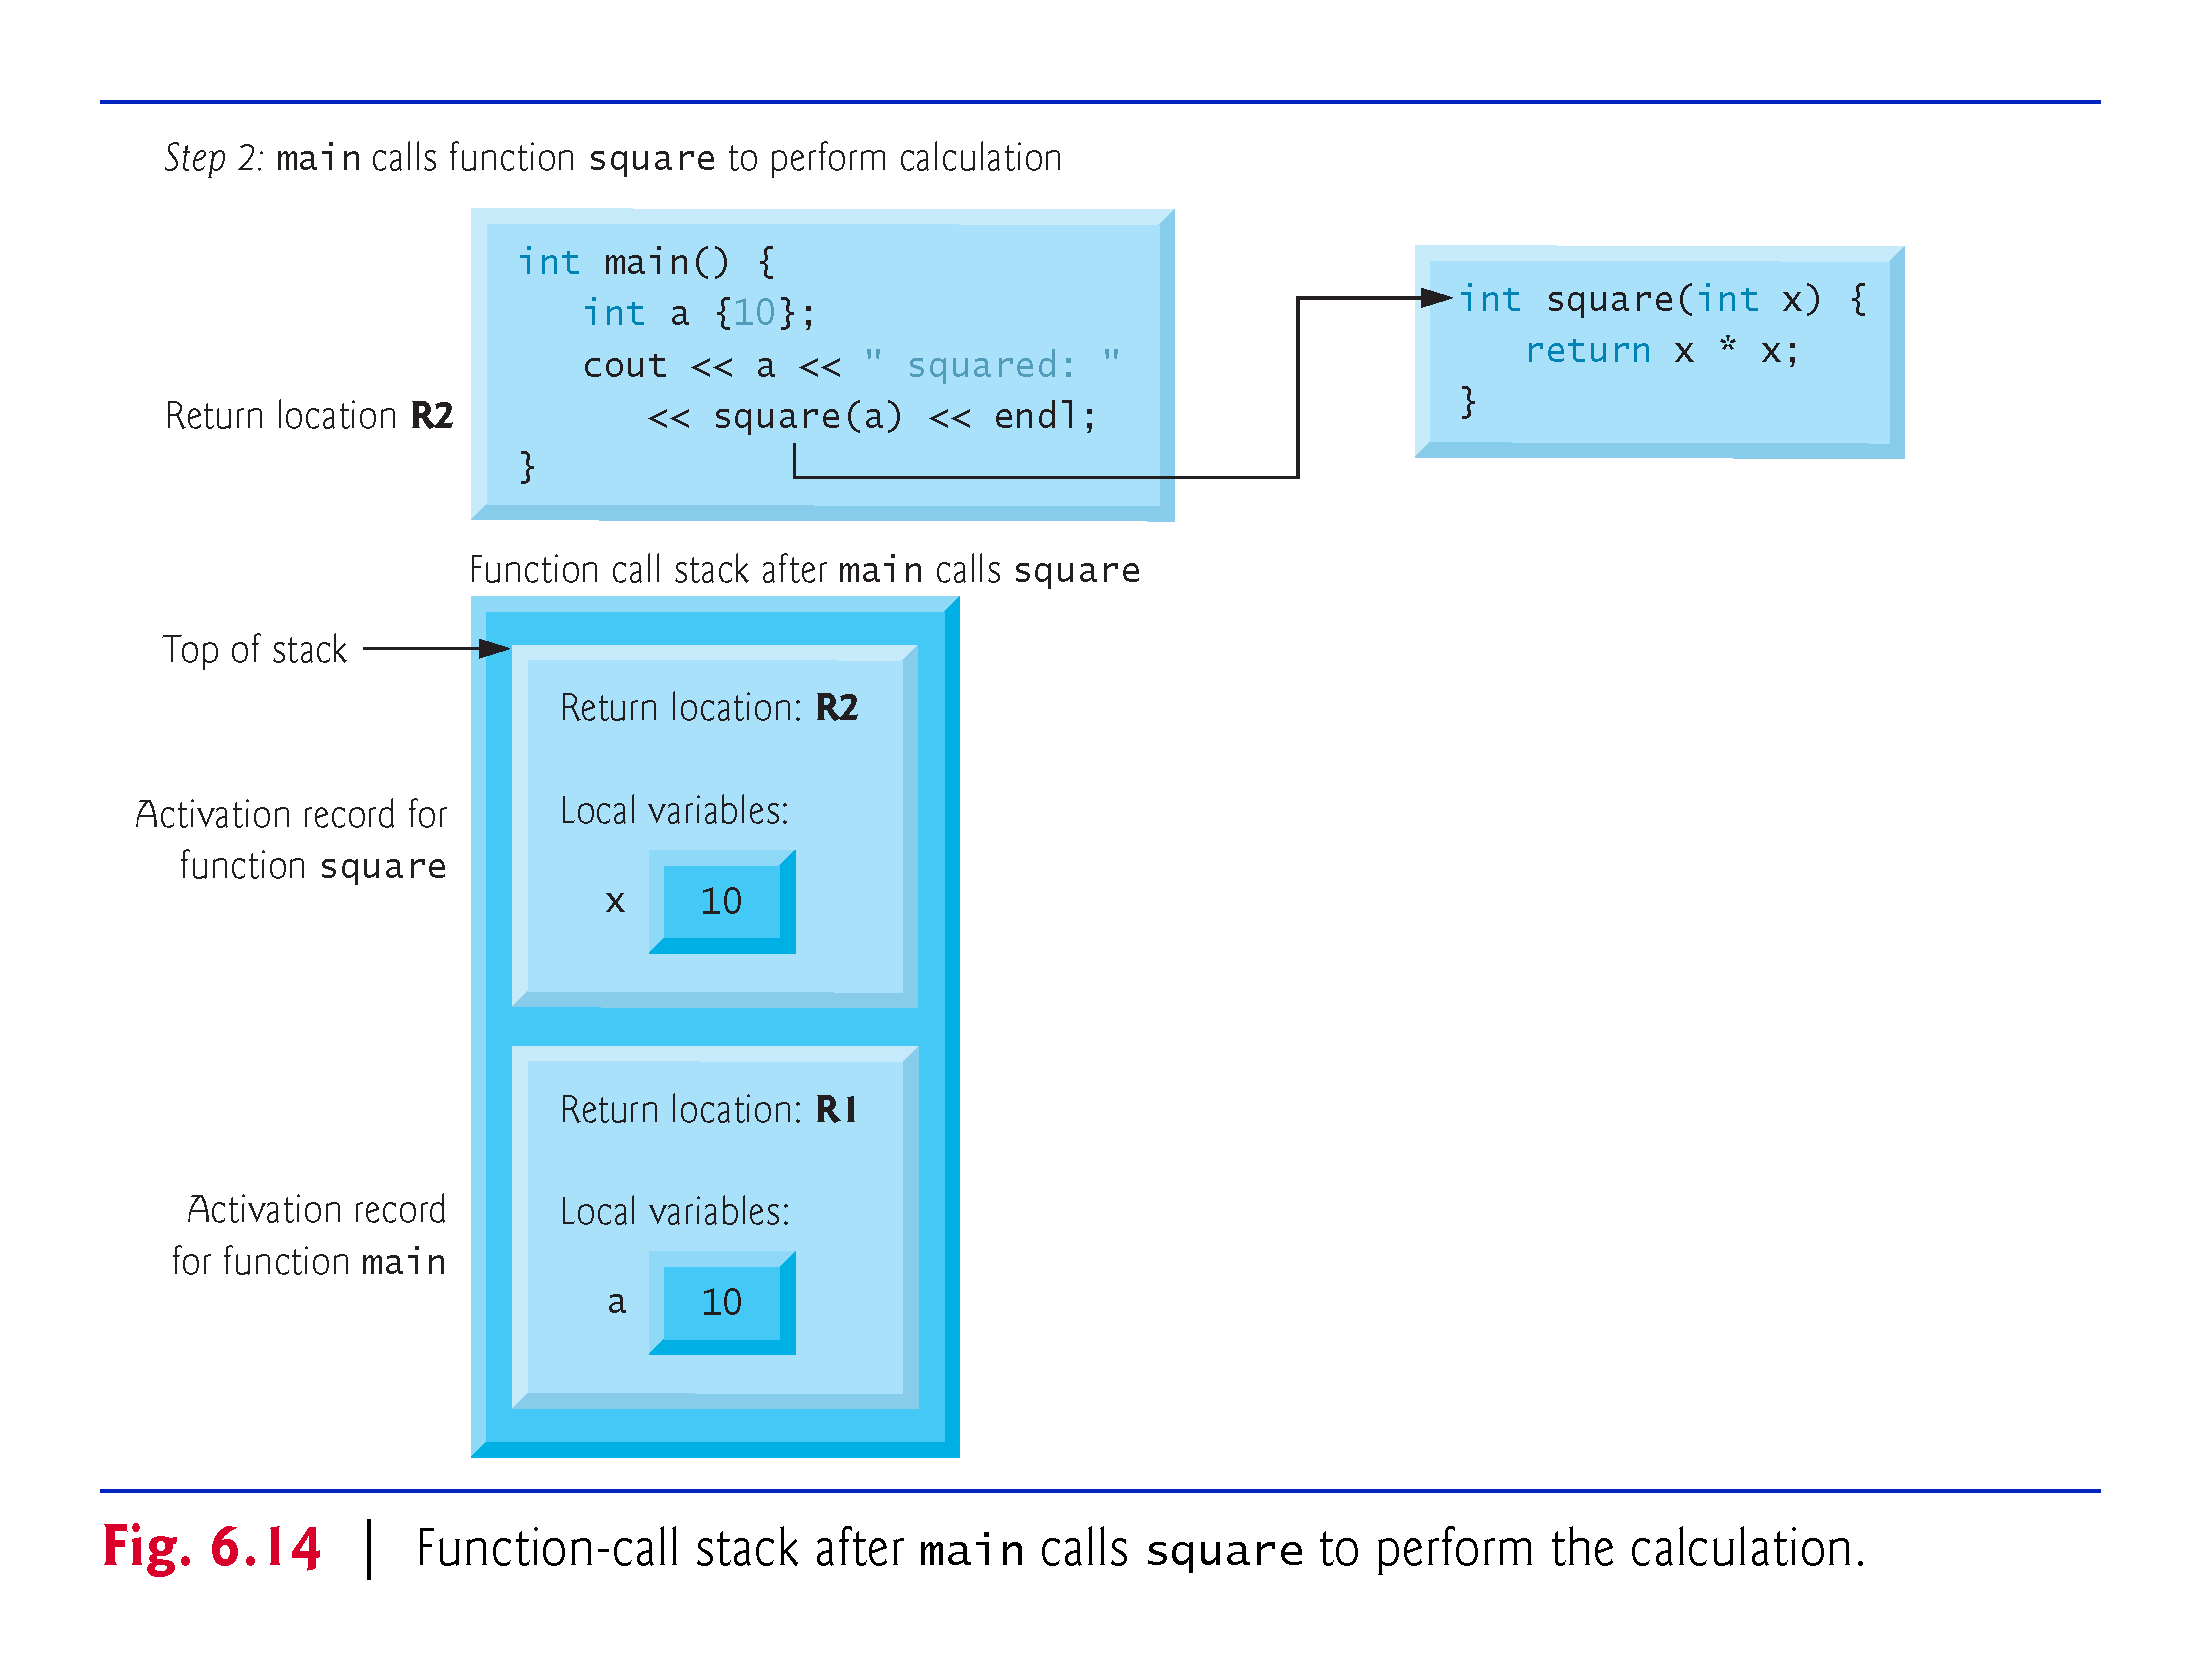 Step 2: main calls function square to perform calculation
int main() {
int a {10};
cout << a << " squared: "
Return location R2
<< square(a) << endl;
}
int square(int x) {
return x * x;
}
Function call stack after main calls square
Top of stack
Return location: R2
Activation record for
function square
Local variables:
x 10
Return location: R1
Activation record
for function main
Local variables:
a 10
Fig. 6.14 | Function-call stack after main calls square to perform the calculation.